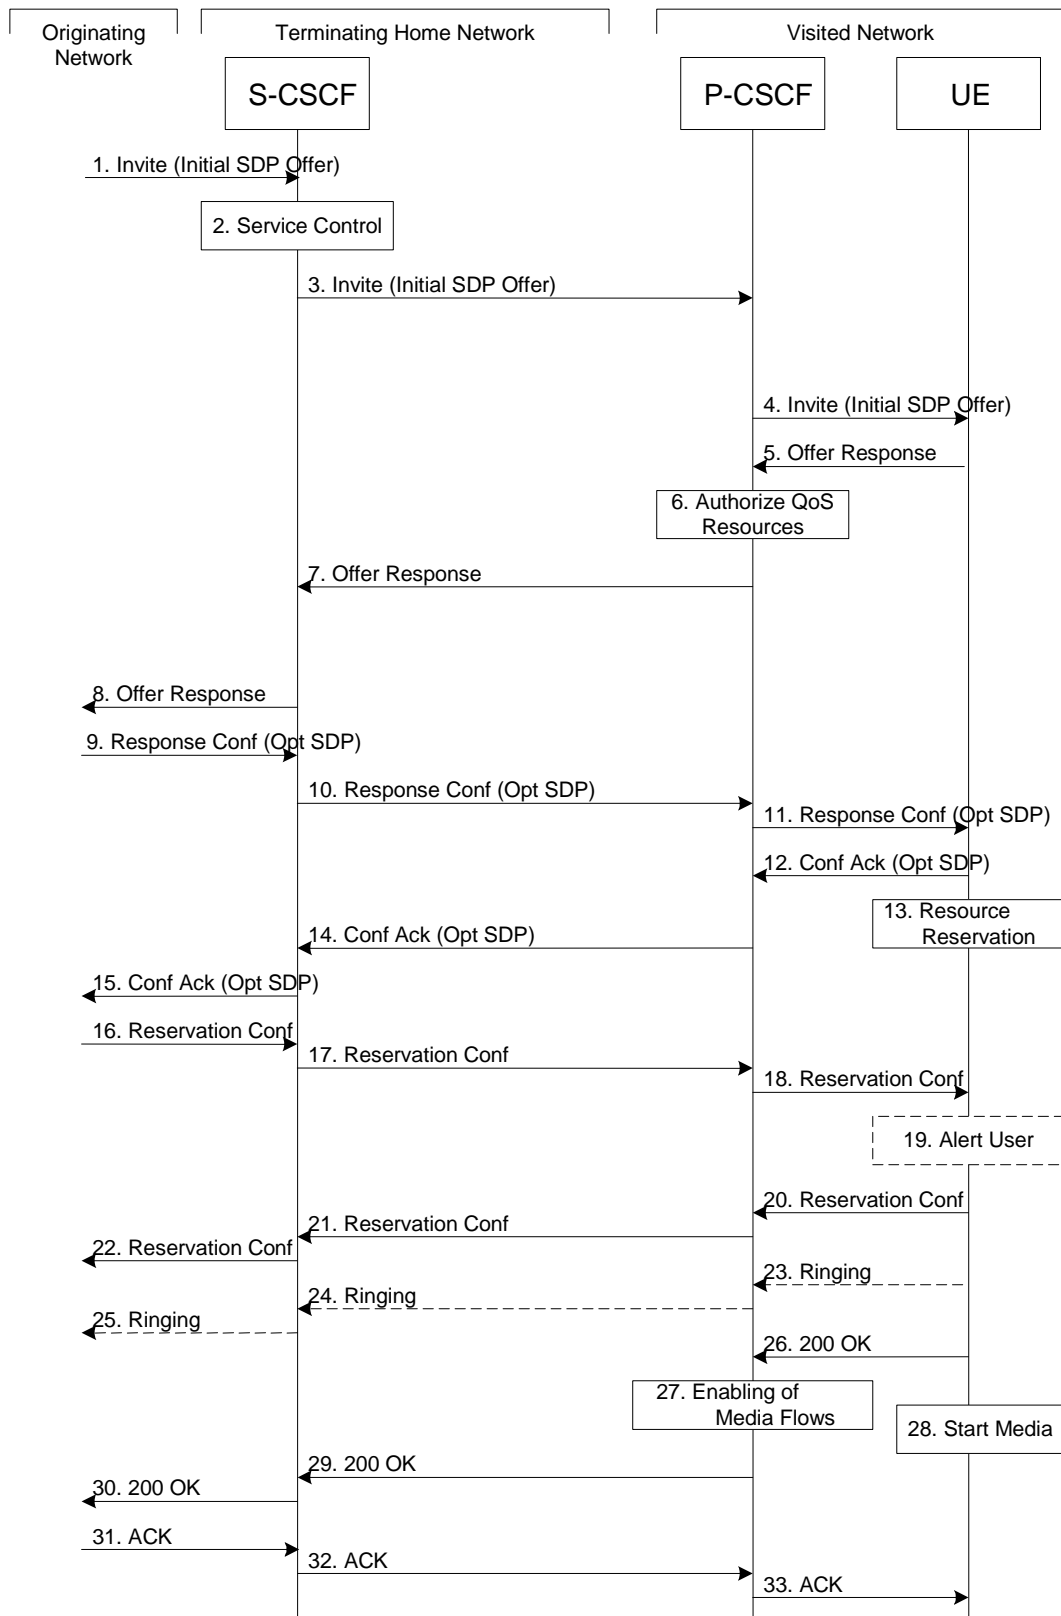 Originating
Network
Terminating Home Network
Visited Network
S-CSCF
P-CSCF
UE
1. Invite (Initial SDP Offer)
2. Service Control
3. Invite (Initial SDP Offer)
4. Invite (Initial SDP Offer)
5. Offer Response
6. Authorize QoS
Resources
7. Offer Response
8. Offer Response
9. Response Conf (Opt SDP)
10. Response Conf (Opt SDP)
11. Response Conf (Opt SDP)
12. Conf Ack (Opt SDP)
13. Resource
Reservation
14. Conf Ack (Opt SDP)
15. Conf Ack (Opt SDP)
16. Reservation Conf
17. Reservation Conf
18. Reservation Conf
19. Alert User
20. Reservation Conf
21. Reservation Conf
22. Reservation Conf
23. Ringing
24. Ringing
25. Ringing
26. 200 OK
27. Enabling of
Media Flows
28. Start Media
29. 200 OK
30. 200 OK
31. ACK
32. ACK
33. ACK